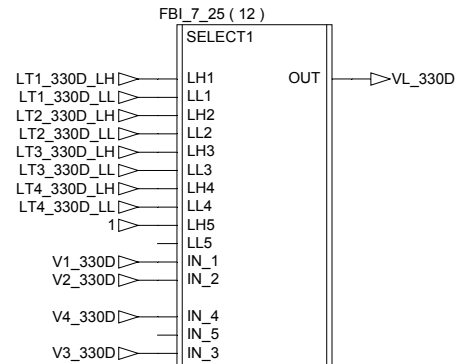 FBI_7_25 ( 12 )
SELECT1
LT1_330D_LH LH1 OUT VL_330D
LT1_330D_LL LL1
LT2_330D_LH LH2
LT2_330D_LL LL2
LT3_330D_LH LH3
LT3_330D_LL LL3
LT4_330D_LH LH4
LT4_330D_LL LL4
1 LH5
LL5
V1_330D IN_1
V2_330D IN_2
V4_330D IN_4
IN_5
V3_330D IN_3